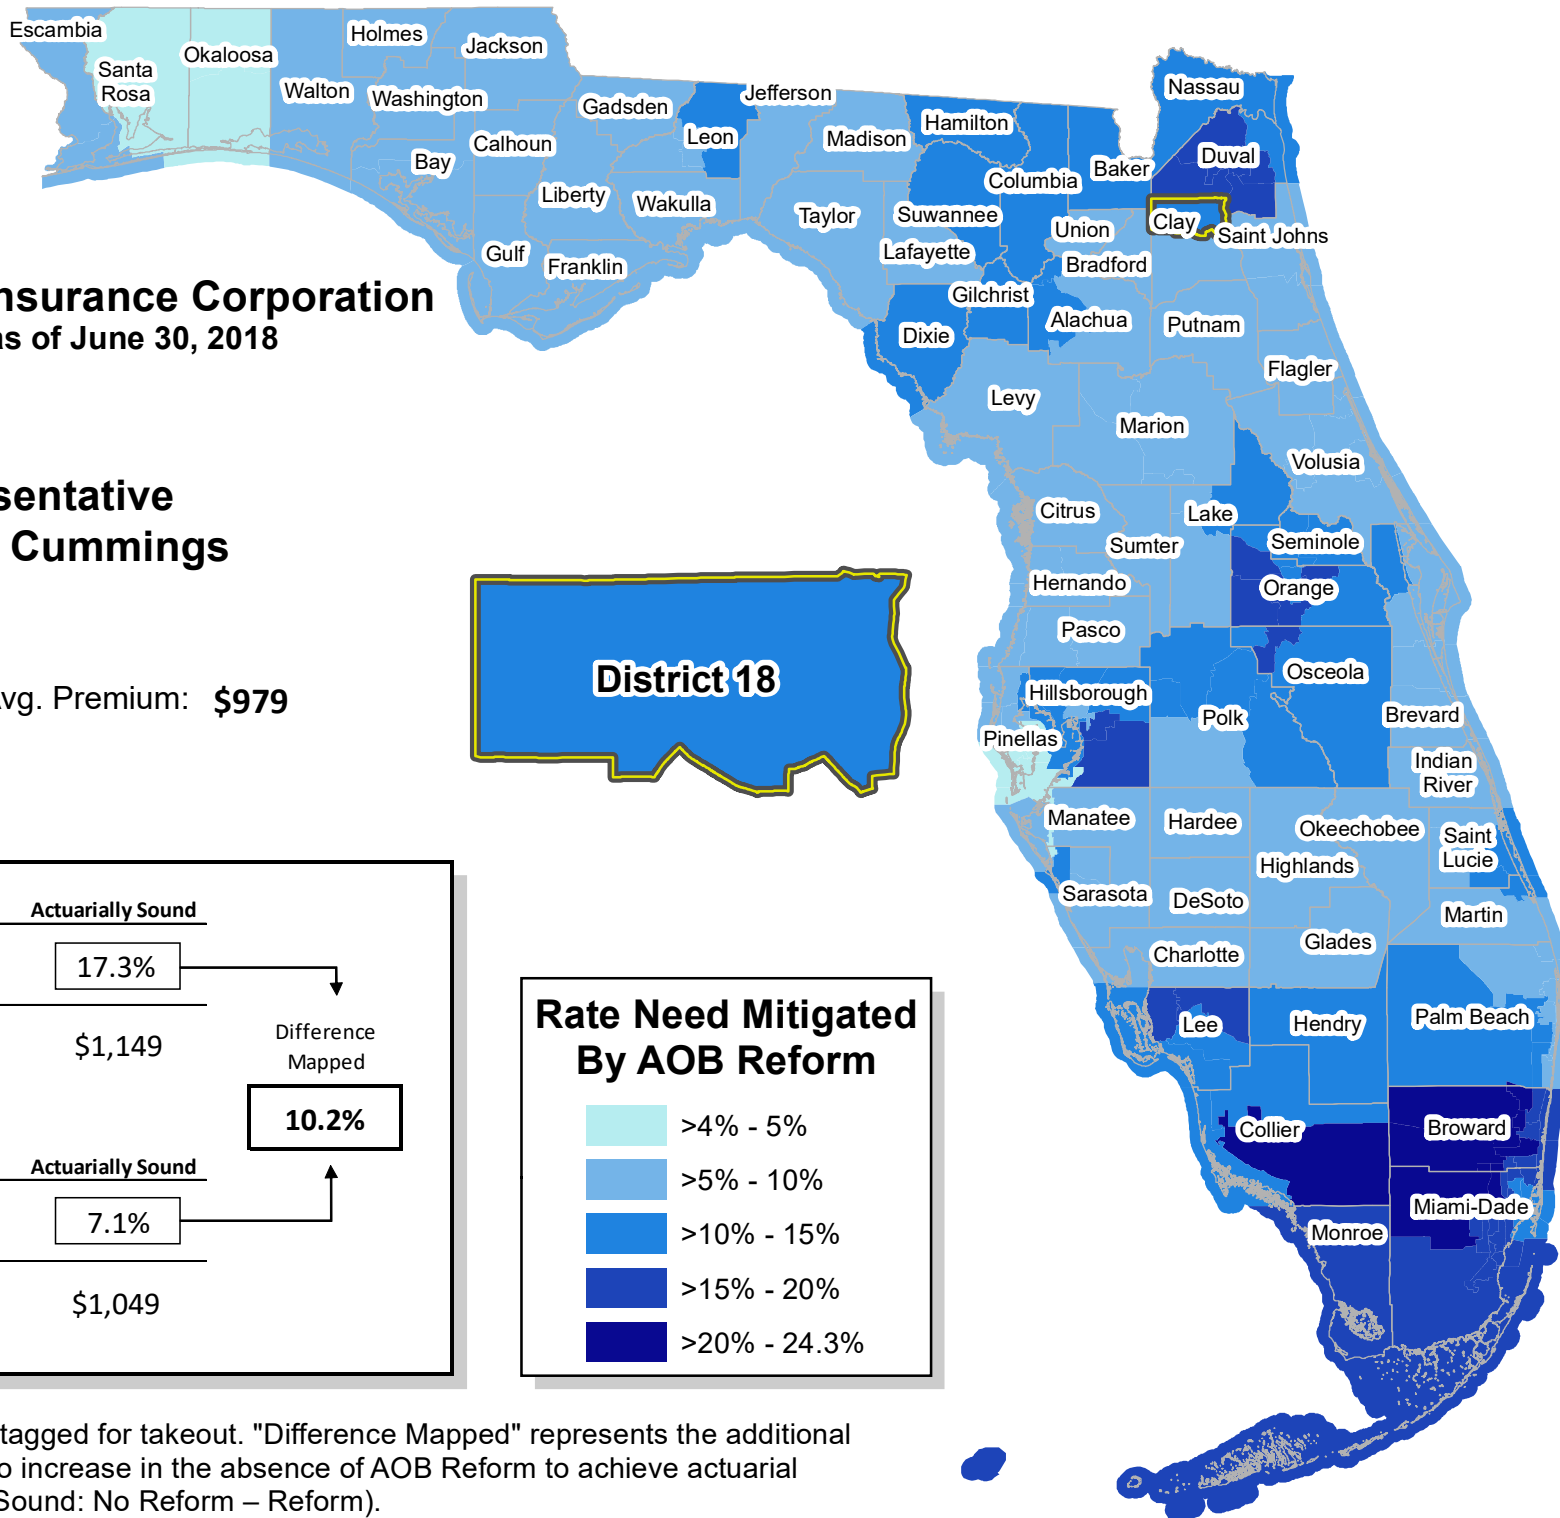 nsurance Corporation
as of June 30, 2018
sentative
Cummings
vg. Premium: $979
District 18
Actuarially Sound
17.3%
$1,149
Difference
Mapped
10.2%
Actuarially Sound
7.1%
$1,049
Rate Need Mitigated
By AOB Reform
>4% - 5%
>5% - 10%
>10% - 15%
>15% - 20%
>20% - 24.3%
tagged for takeout. "Difference Mapped" represents the additional
o increase in the absence of AOB Reform to achieve actuarial
Sound: No Reform – Reform).
Escambia
Santa
Rosa
Okaloosa
Holmes
Jackson
Walton
Washington
Bay
Calhoun
Gadsden
Liberty
Gulf
Franklin
Leon
Wakulla
Jefferson
Madison
Taylor
Hamilton
Suwannee
Lafayette
Columbia
Baker
Nassau
Duval
Clay
Saint Johns
Union
Bradford
Gilchrist
Dixie
Alachua
Putnam
Flagler
Levy
Marion
Volusia
Citrus
Lake
Sumter
Seminole
Hernando
Orange
Pasco
Osceola
Hillsborough
Polk
Pinellas
Brevard
Indian
River
Manatee
Hardee
Okeechobee
Saint
Lucie
Highlands
Sarasota
DeSoto
Martin
Charlotte
Glades
Lee
Hendry
Palm Beach
Collier
Broward
Miami-Dade
Monroe